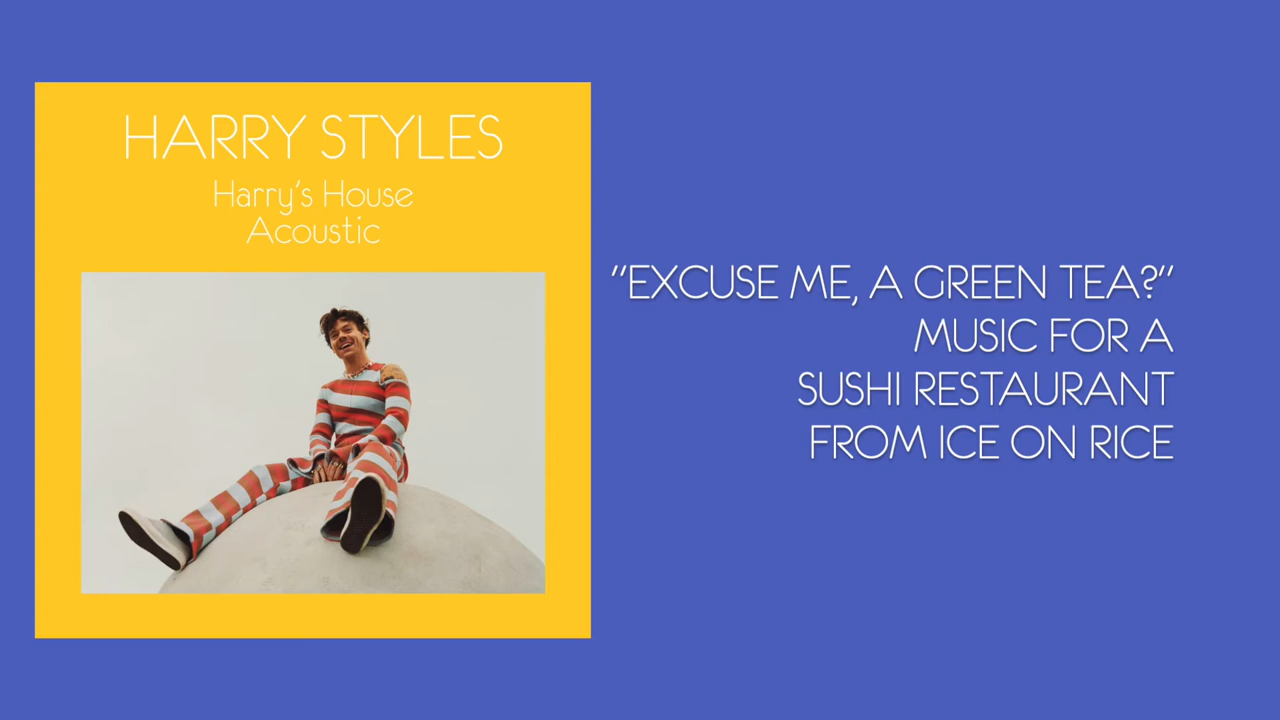 HARRY STYLES
Harry's House
Acoustic
"EXCUSE ME, A GREEN TEA?"
MUSIC FOR A
SUSHI RESTAURANT
FROM ICE ON RICE